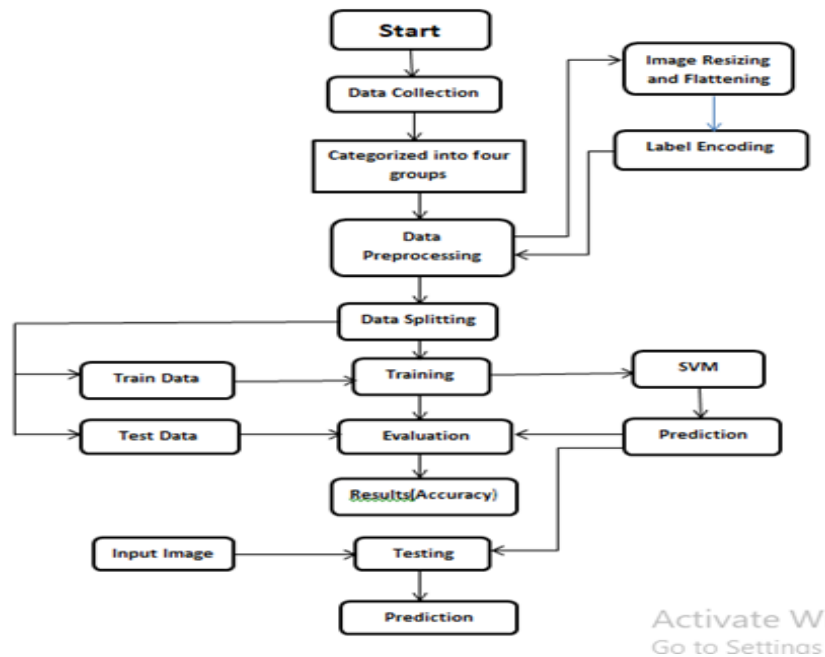 Start
Image Resizing
and Flattening
Data Collection
Categorized into four
groups
Label Encoding
Data
Preprocessing
Data Splitting
Train Data
Training
SVM
Test Data
Evaluation
Prediction
Results(Accuracy)
Input Image
Testing
Prediction
Activate W
Go to Settings